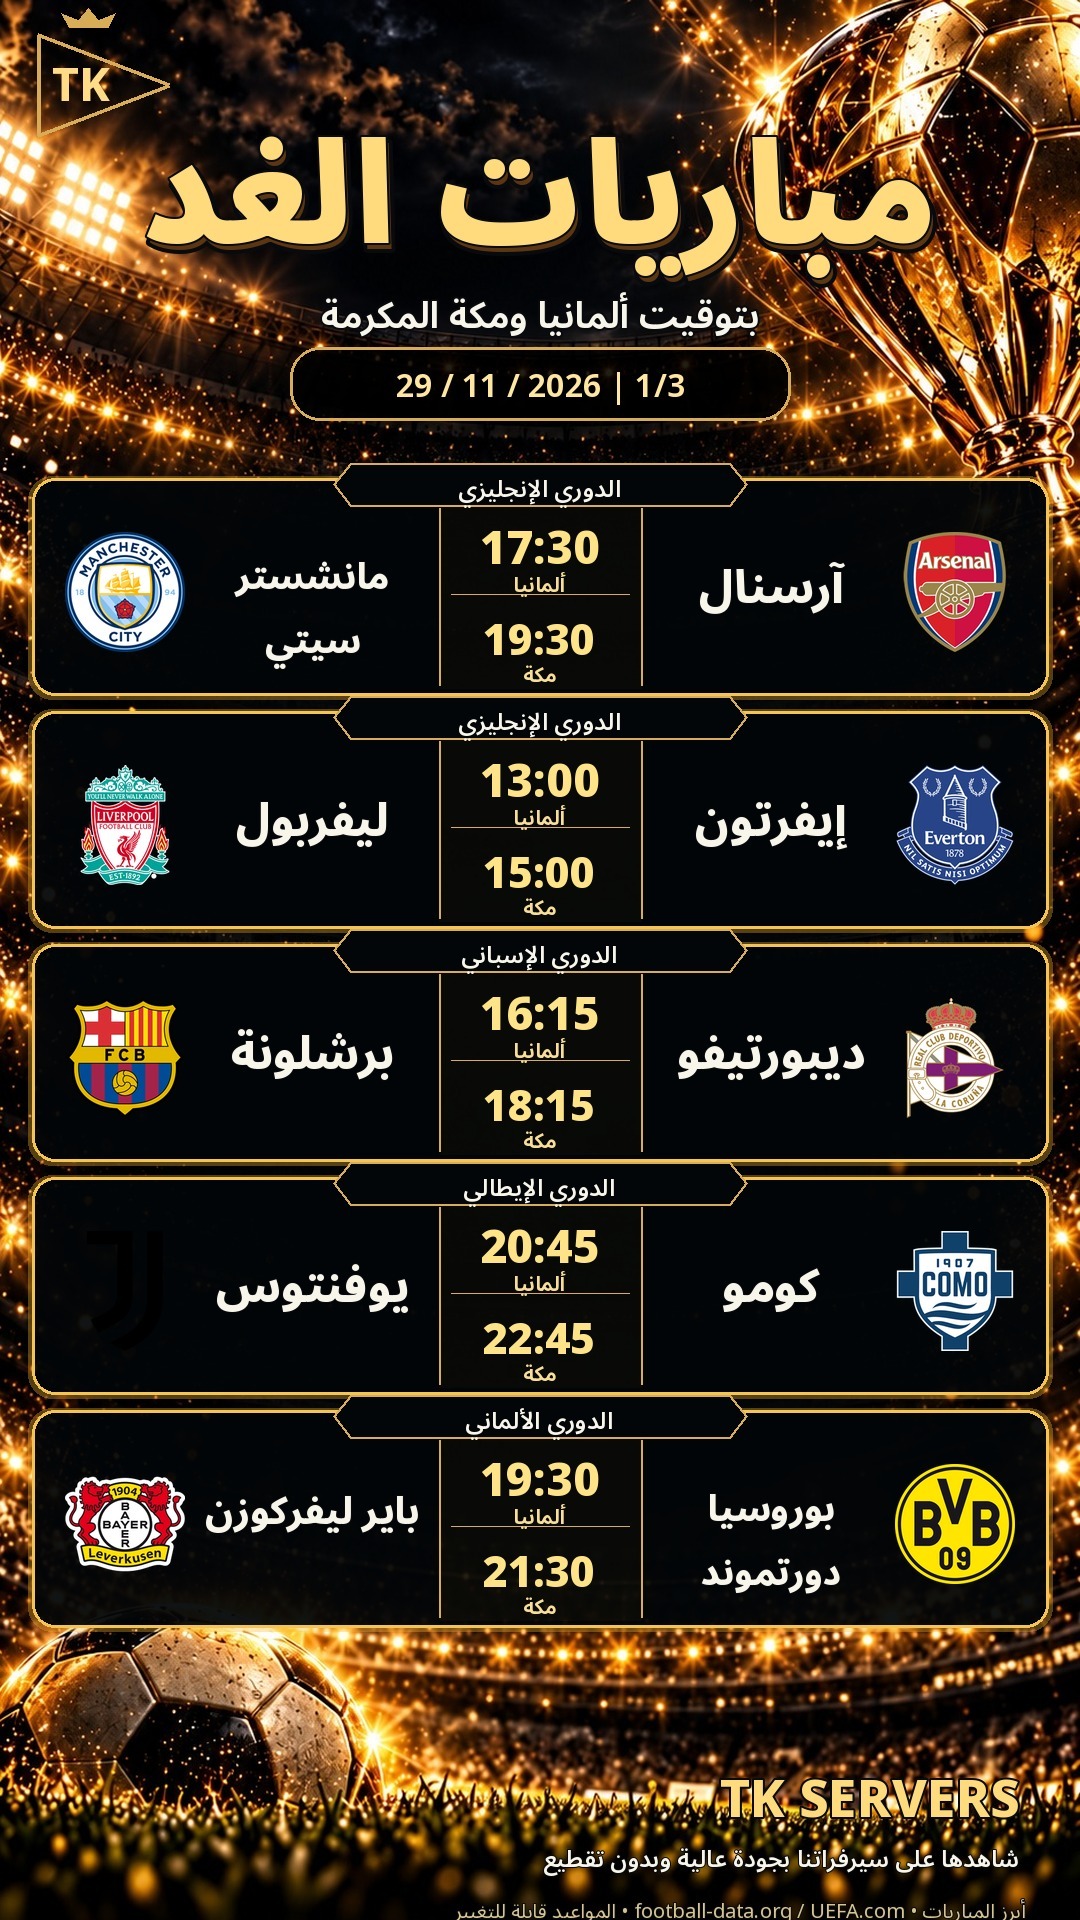 TK
مباريات الغد
بتوقيت ألمانيا ومكة المكرمة
29 / 11 / 2026 | 1/3
الدوري الإنجليزي
Arsenal
آرسنال
17:30
ألمانيا
19:30
مكة
مانشستر
سيتي
MANCHESTER
18 94
CITY
الدوري الإنجليزي
Everton
1878
NIL SATIS NISI OPTIMUM
إيفرتون
13:00
ألمانيا
15:00
مكة
ليفربول
YOU'LL NEVER WALK ALONE
LIVERPOOL
FOOTBALL CLUB
EST·1892
الدوري الإسباني
REAL CLUB DEPORTIVO
LA CORUÑA
ديبورتيفو
16:15
ألمانيا
18:15
مكة
برشلونة
FCB
الدوري الإيطالي
1907
COMO
كومو
20:45
ألمانيا
22:45
مكة
يوفنتوس
الدوري الألماني
BVB
09
بوروسيا
دورتموند
19:30
ألمانيا
21:30
مكة
باير ليفركوزن
1904
BAYER
BAYER
Leverkusen
TK SERVERS
شاهدها على سيرفراتنا بجودة عالية وبدون تقطيع
أبرز المباريات • football-data.org / UEFA.com • المواعيد قابلة للتغيير